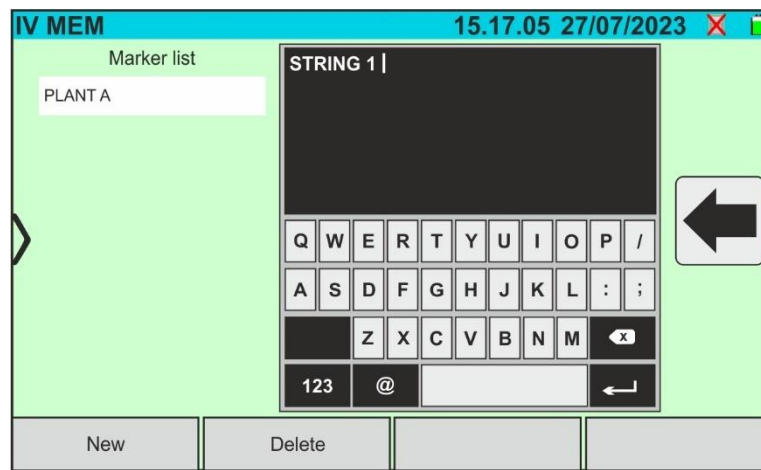 IV MEM 15.17.05 27/07/2023
Marker list
PLANT A
STRING 1
Q W E R T Y U I O P /
A S D F G H J K L : ;
Z X C V B N M x
123 @
New Delete